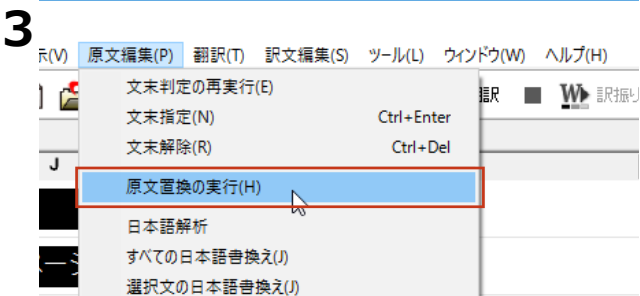 3
示(V) 原文編集(P) 翻訳(T) 訳文編集(S) ツール(L) ウィンドウ(W) ヘルプ(H)
文末判定の再実行(E)
訳 W 訳振り
文末指定(N) Ctrl+Enter
文末解除(R) Ctrl+Del
J
原文置換の実行(H)
日本語解析
すべての日本語書換え(J)
選択文の日本語書換え(J)